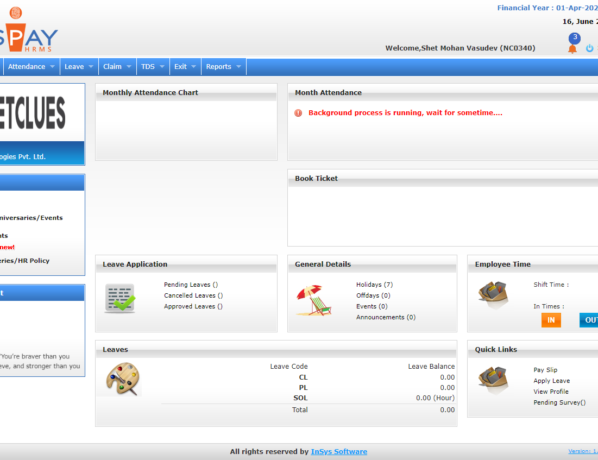 Financial Year : 01-Apr-202
16, June 2
SPAY
HRMS
3
Welcome,Shet Mohan Vasudev (NC0340)
Attendance
Leave
Claim
TDS
Exit
Reports
ETCLUES
ogies Pvt. Ltd.
Monthly Attendance Chart
Month Attendance
Background process is running, wait for sometime....
Book Ticket
niversaries/Events
nts
new!
eries/HR Policy
Leave Application
Pending Leaves ()
Cancelled Leaves ()
Approved Leaves ()
General Details
Holidays (7)
Offdays (0)
Events (0)
Announcements (0)
Employee Time
Shift Time :
In Times :
IN
OU
t
"You're braver than you
eve, and stronger than you
Leaves
Leave Code Leave Balance
CL 0.00
PL 0.00
SOL 0.00 (Hour)
Total 0.00
Quick Links
Pay Slip
Apply Leave
View Profile
Pending Survey()
All rights reserved by InSys Software
Version: 1.